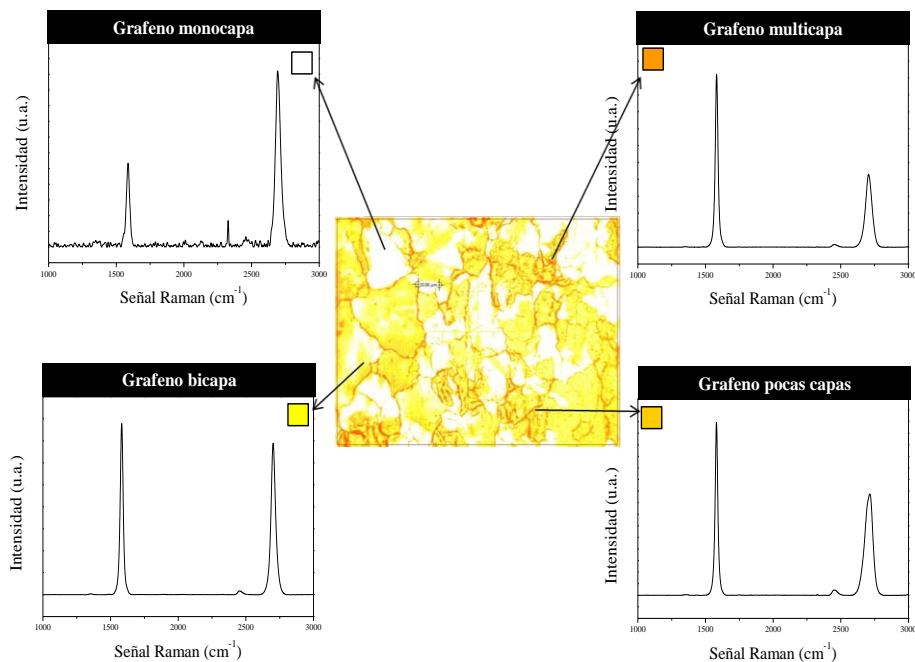 Grafeno monocapa
Intensidad (u.a.)
1000 1500 2000 2500 3000
Señal Raman (cm-1)
Grafeno multicapa
Intensidad (u.a.)
1000 1500 2000 2500 3000
Señal Raman (cm-1)
Grafeno bicapa
Intensidad (u.a.)
1000 1500 2000 2500 3000
Señal Raman (cm-1)
Grafeno pocas capas
Intensidad (u.a.)
1000 1500 2000 2500 3000
Señal Raman (cm-1)